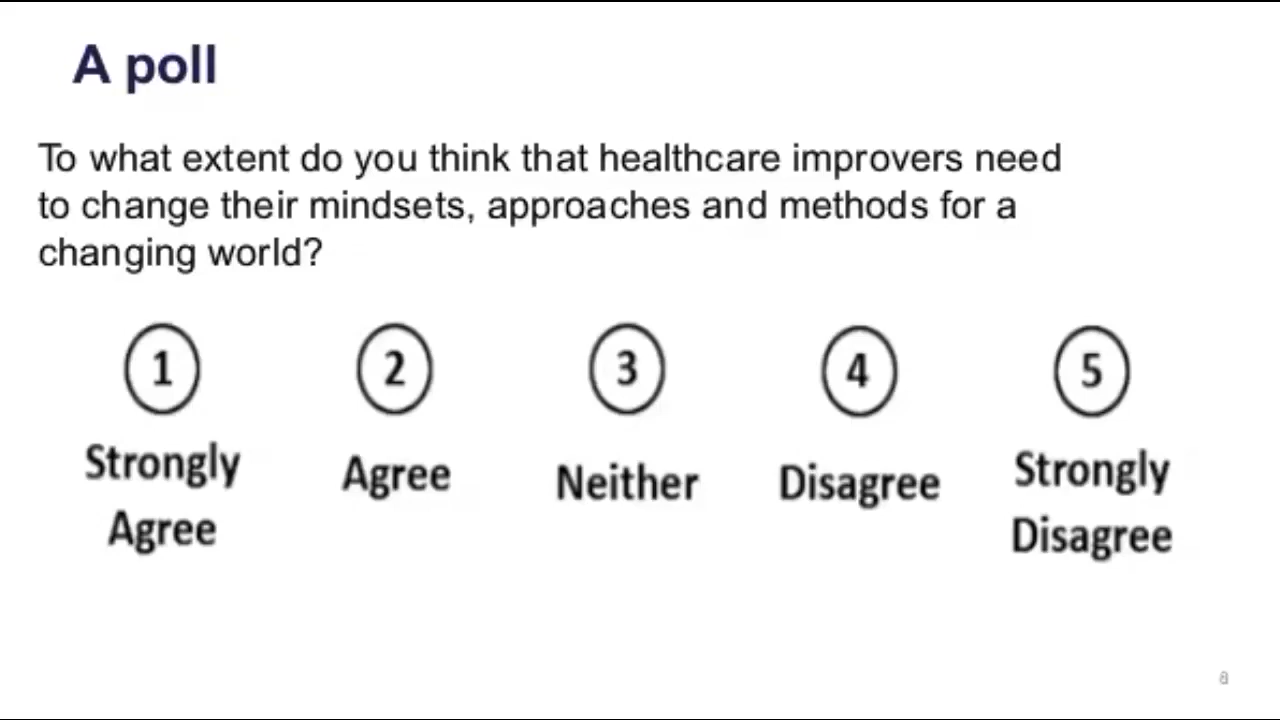 A poll
To what extent do you think that healthcare improvers need
to change their mindsets, approaches and methods for a
changing world?
1 2 3 4 5
Strongly Agree Neither Disagree Strongly
Agree Disagree